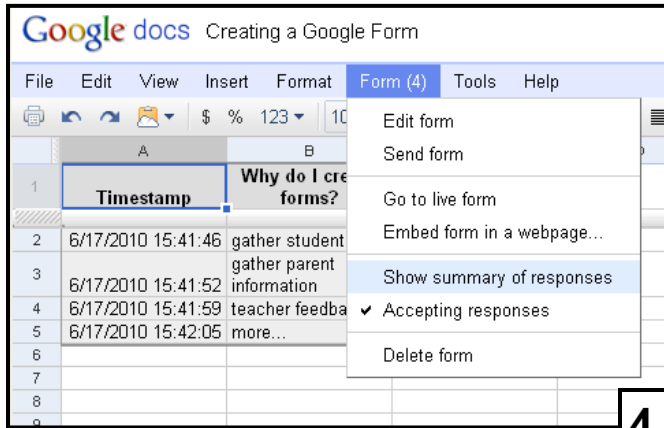 Google docs Creating a Google Form
File Edit View Insert Format Form (4) Tools Help
$ % 123 10
Edit form
Send form
Go to live form
Embed form in a webpage...
Show summary of responses
Accepting responses
Delete form
A B
1 Timestamp Why do I cre
forms?
2 6/17/2010 15:41:46 gather student
3 6/17/2010 15:41:52 gather parent
information
4 6/17/2010 15:41:59 teacher feedba
5 6/17/2010 15:42:05 more...
6
7
8
9
4